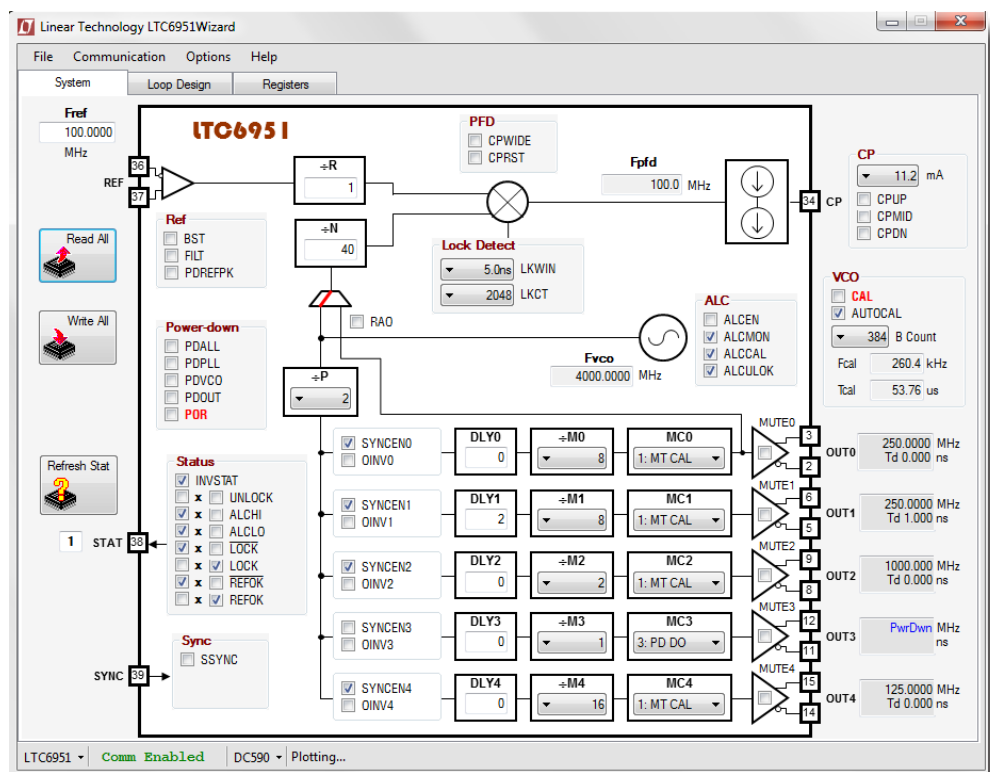 Linear Technology LTC6951Wizard
File Communication Options Help
System Loop Design Registers
Fref
100.0000
MHz
LTC6951
PFD
CPWIDE
CPRST
÷R
1
Fpfd
100.0 MHz
CP
11.2 mA
CPUP
CPMID
CPDN
36
REF
37
34 CP
Ref
BST
FILT
PDREFPK
÷N
40
Lock Detect
5.0ns LKWIN
2048 LKCT
Read All
Write All
RAO
ALC
ALCEN
ALCMON
ALCCAL
ALCULOK
VCO
CAL
AUTOCAL
384 B Count
Fcal 260.4 kHz
Tcal 53.76 us
Power-down
PDALL
PDPLL
PDVCO
PDOUT
POR
Fvco
4000.0000 MHz
÷P
2
SYNCEN0
OINV0
DLY0
0
÷M0
8
MC0
1: MT CAL
MUTE0
3
2
OUT0
250.0000 MHz
Td 0.000 ns
Refresh Stat
Status
INVSTAT
x UNLOCK
x ALCHI
x ALCLO
x LOCK
x LOCK
x REFOK
x REFOK
1 STAT 38
SYNCEN1
OINV1
DLY1
2
÷M1
8
MC1
1: MT CAL
MUTE1
6
5
OUT1
250.0000 MHz
Td 1.000 ns
SYNCEN2
OINV2
DLY2
0
÷M2
2
MC2
1: MT CAL
MUTE2
9
8
OUT2
1000.000 MHz
Td 0.000 ns
SYNCEN3
OINV3
DLY3
0
÷M3
1
MC3
3: PD DO
MUTE3
12
11
OUT3
PwrDwn MHz
ns
Sync
SSYNC
SYNC 39
SYNCEN4
OINV4
DLY4
0
÷M4
16
MC4
1: MT CAL
MUTE4
15
14
OUT4
125.0000 MHz
Td 0.000 ns
LTC6951 Comm Enabled DC590 Plotting...